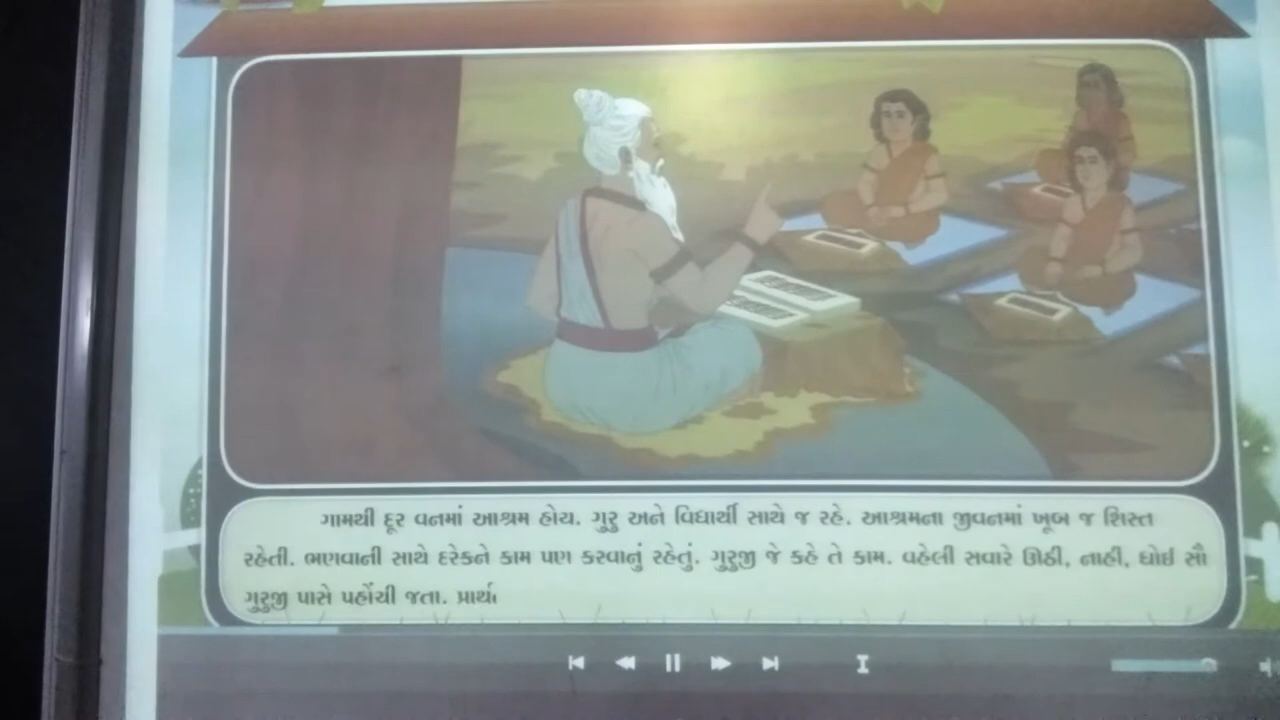 ગામથી દૂર વનમાં આશ્રમ હોય. ગુરુ અને વિદ્યાર્થી સાથે જ રહે. આશ્રમના જીવનમાં ખૂબ જ શિસ્ત
રહેતી. ભણવાની સાથે દરેકને કામ પણ કરવાનું રહેતું. ગુરુજી જે કહે તે કામ. વહેલી સવારે ઊઠી, નાહી, ધોઈ સૌ
ગુરુજી પાસે પહોંચી જતા.